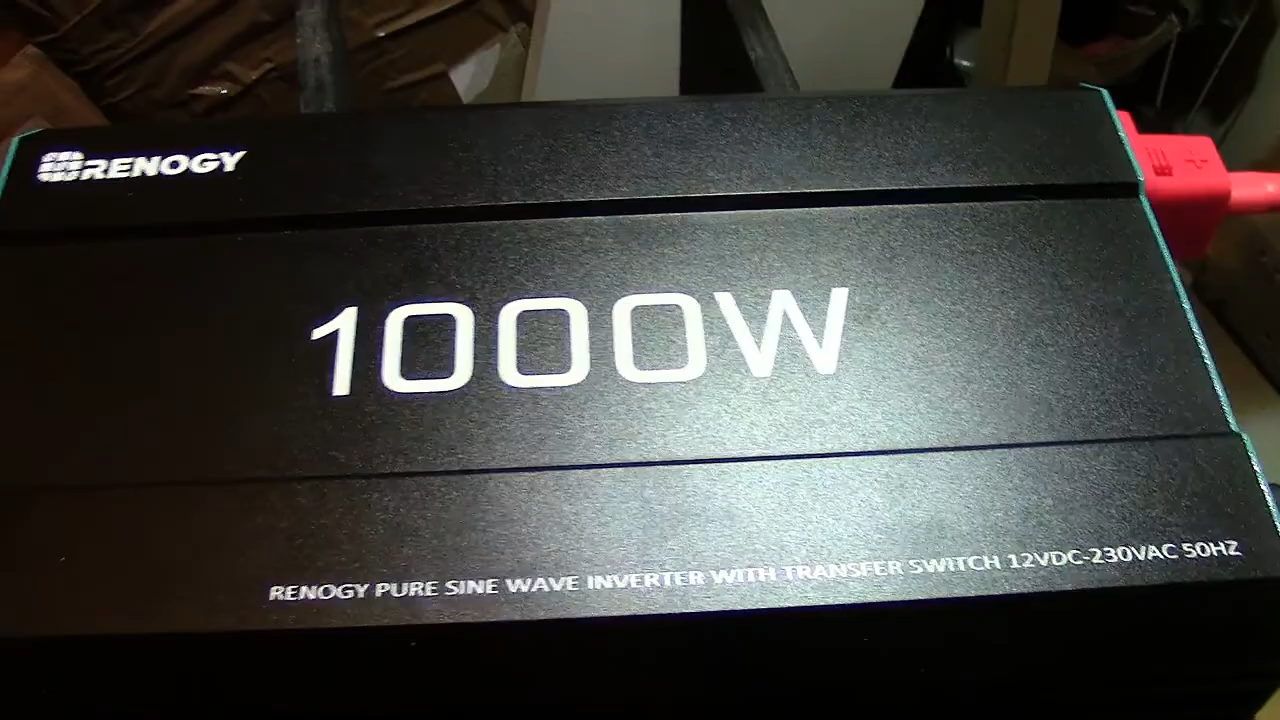 RENOGY
+
1000W
RENOGY PURE SINE WAVE INVERTER WITH TRANSFER SWITCH 12VDC-230VAC 50HZ